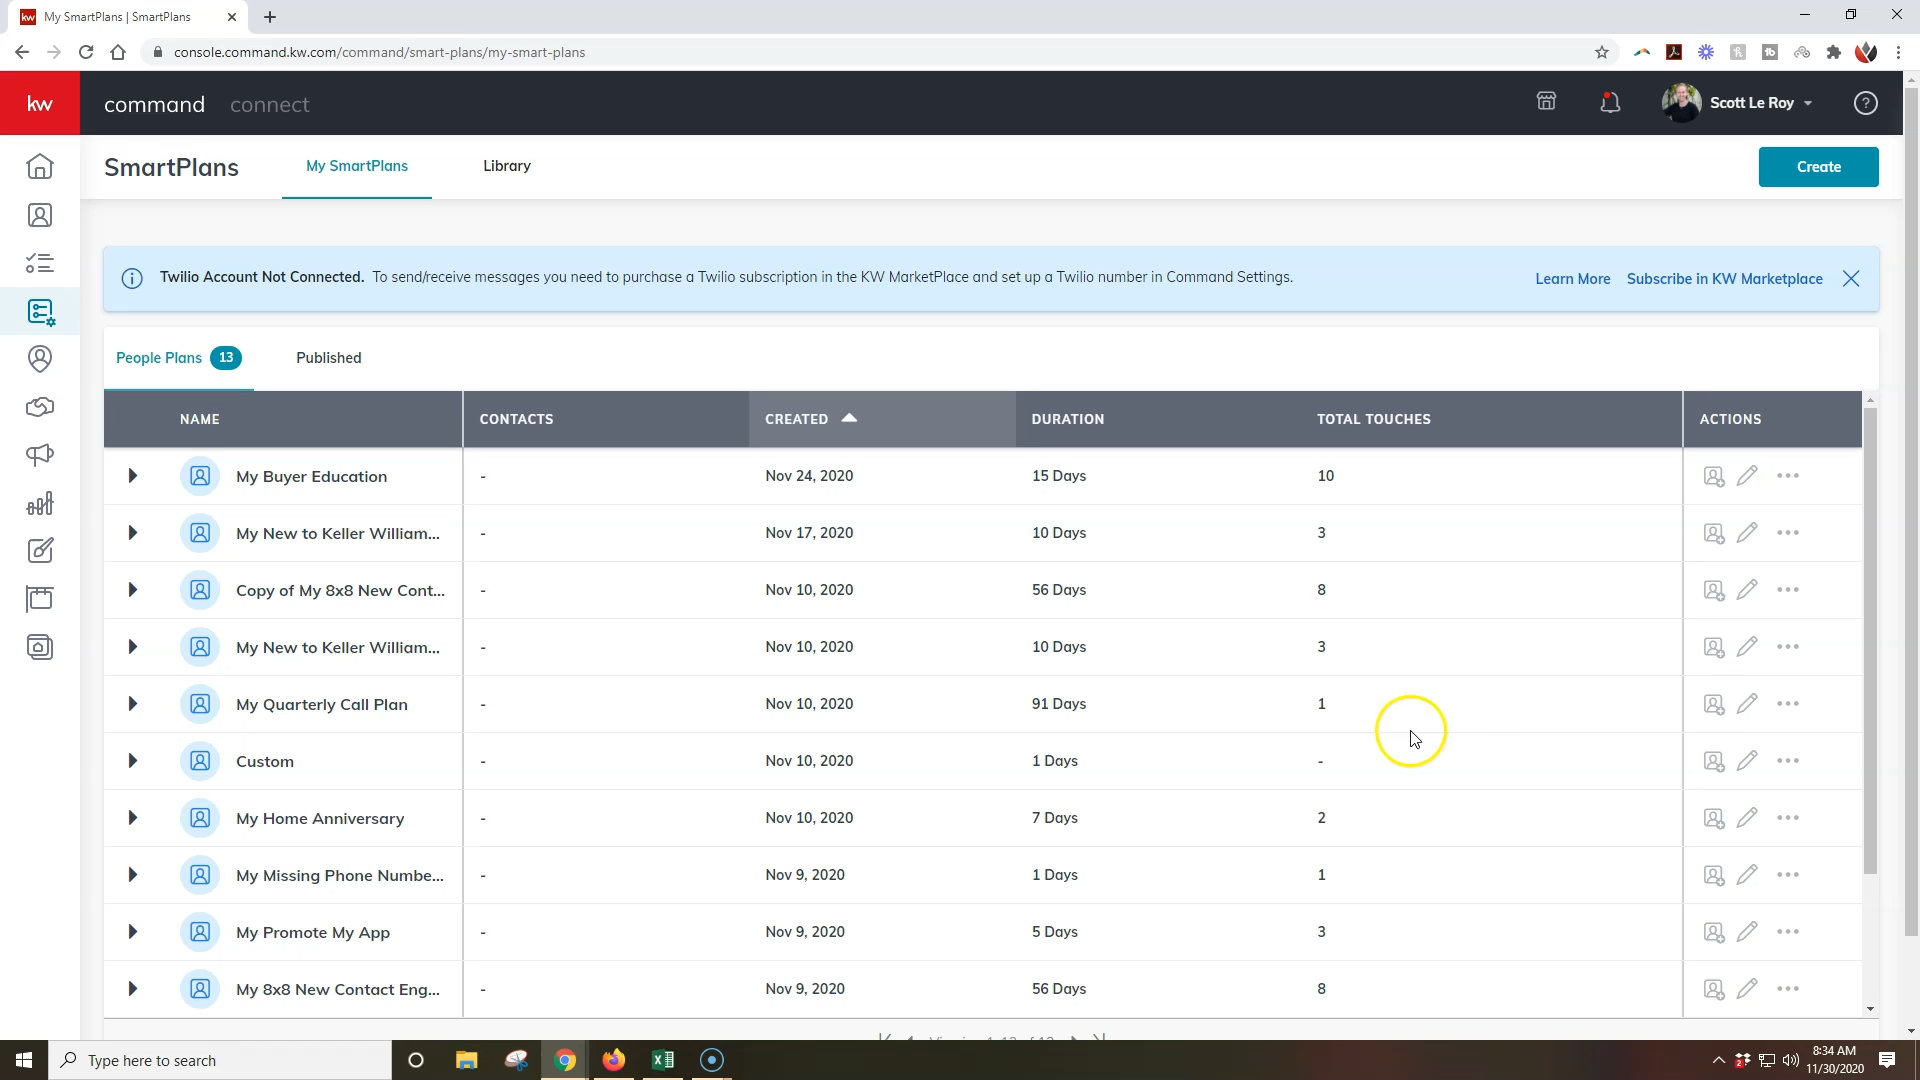 My SmartPlans | SmartPlans
console.command.kw.com/command/smart-plans/my-smart-plans
kw command connect Scott Le Roy
SmartPlans My SmartPlans Library Create
Twilio Account Not Connected. To send/receive messages you need to purchase a Twilio subscription in the KW MarketPlace and set up a Twilio number in Command Settings. Learn More Subscribe in KW Marketplace
People Plans 13 Published
NAME CONTACTS CREATED DURATION TOTAL TOUCHES ACTIONS
My Buyer Education - Nov 24, 2020 15 Days 10
My New to Keller William... - Nov 17, 2020 10 Days 3
Copy of My 8x8 New Cont... - Nov 10, 2020 56 Days 8
My New to Keller William... - Nov 10, 2020 10 Days 3
My Quarterly Call Plan - Nov 10, 2020 91 Days 1
Custom - Nov 10, 2020 1 Days -
My Home Anniversary - Nov 10, 2020 7 Days 2
My Missing Phone Numbe... - Nov 9, 2020 1 Days 1
My Promote My App - Nov 9, 2020 5 Days 3
My 8x8 New Contact Eng... - Nov 9, 2020 56 Days 8
Type here to search
8:34 AM
11/30/2020